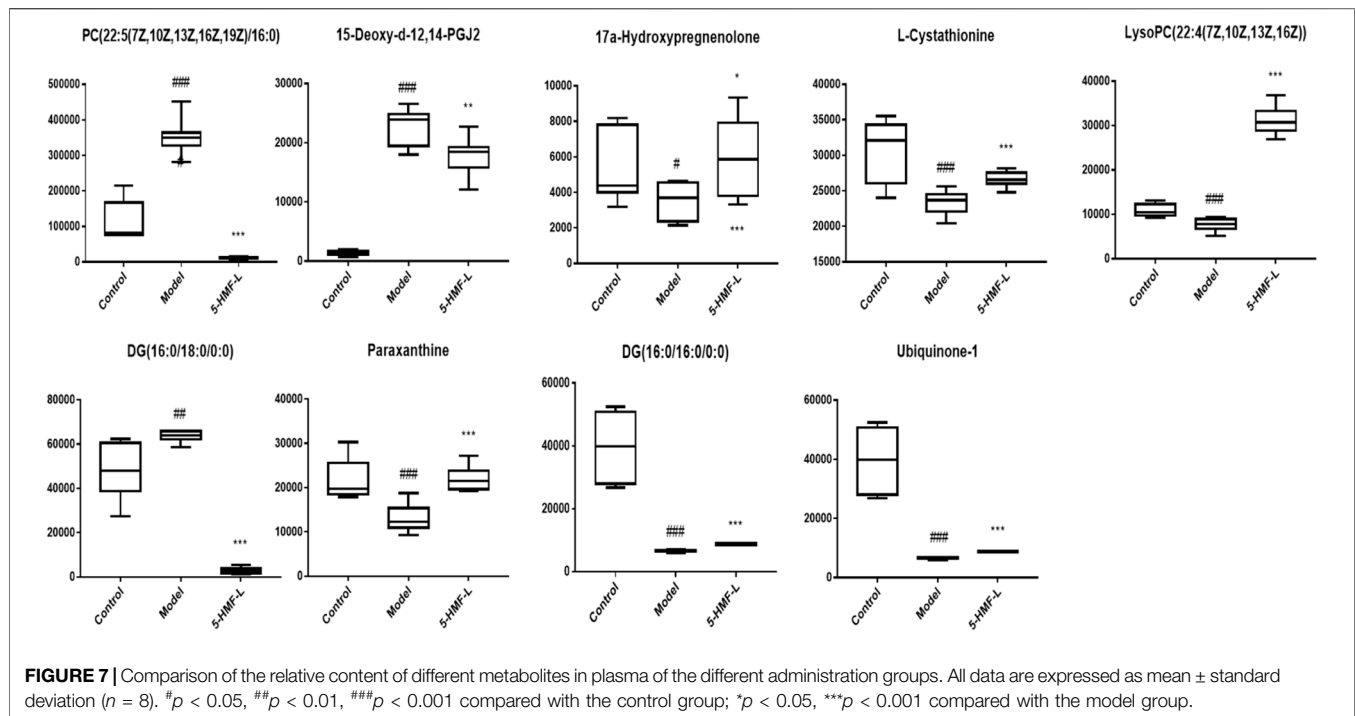 PC(22:5(7Z,10Z,13Z,16Z,19Z)/16:0)
500000
400000
300000
200000
100000
0
###
#
***
Control
Model
5-HMF-L
15-Deoxy-d-12,14-PGJ2
30000
20000
10000
0
###
**
Control
Model
5-HMF-L
17a-Hydroxypregnenolone
10000
8000
6000
4000
2000
0
#
*
***
Control
Model
5-HMF-L
L-Cystathionine
40000
35000
30000
25000
20000
15000
###
***
Control
Model
5-HMF-L
LysoPC(22:4(7Z,10Z,13Z,16Z))
40000
30000
20000
10000
0
###
***
Control
Model
5-HMF-L
DG(16:0/18:0/0:0)
80000
60000
40000
20000
0
##
***
Control
Model
5-HMF-L
Paraxanthine
40000
30000
20000
10000
0
###
***
Control
Model
5-HMF-L
DG(16:0/16:0/0:0)
60000
40000
20000
0
###
***
Control
Model
5-HMF-L
Ubiquinone-1
60000
40000
20000
0
###
***
Control
Model
5-HMF-L
FIGURE 7 | Comparison of the relative content of different metabolites in plasma of the different administration groups. All data are expressed as mean ± standard
deviation (n = 8). #p < 0.05, ##p < 0.01, ###p < 0.001 compared with the control group; *p < 0.05, ***p < 0.001 compared with the model group.